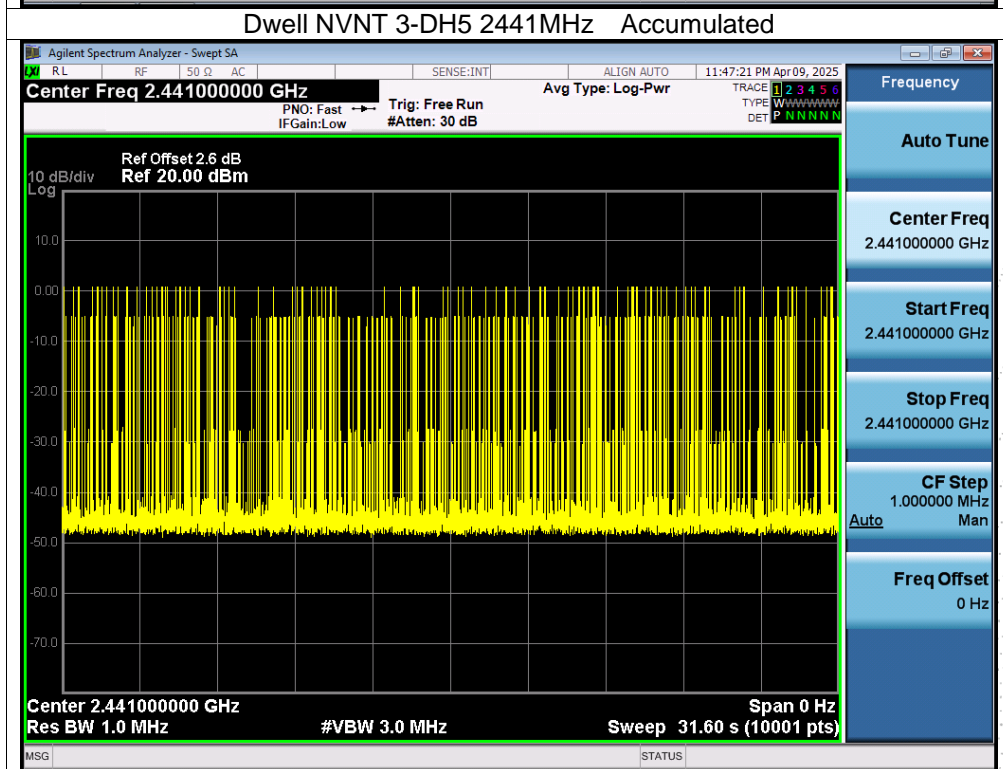 Dwell NVNT 3-DH5 2441MHz Accumulated
Agilent Spectrum Analyzer - Swept SA
LXI RL RF 50 Ω AC SENSE:INT ALIGN AUTO 11:47:21 PM Apr 09, 2025
Center Freq 2.441000000 GHz Avg Type: Log-Pwr TRACE 1 2 3 4 5 6
PNO: Fast Trig: Free Run TYPE WWWWWWW
IFGain:Low #Atten: 30 dB DET P N N N N N
Frequency
Auto Tune
Center Freq
2.441000000 GHz
Start Freq
2.441000000 GHz
Stop Freq
2.441000000 GHz
CF Step
1.000000 MHz
Auto Man
Freq Offset
0 Hz
Ref Offset 2.6 dB
10 dB/div Ref 20.00 dBm
Log
10.0
0.00
-10.0
-20.0
-30.0
-40.0
-50.0
-60.0
-70.0
Center 2.441000000 GHz Span 0 Hz
Res BW 1.0 MHz #VBW 3.0 MHz Sweep 31.60 s (10001 pts)
MSG STATUS